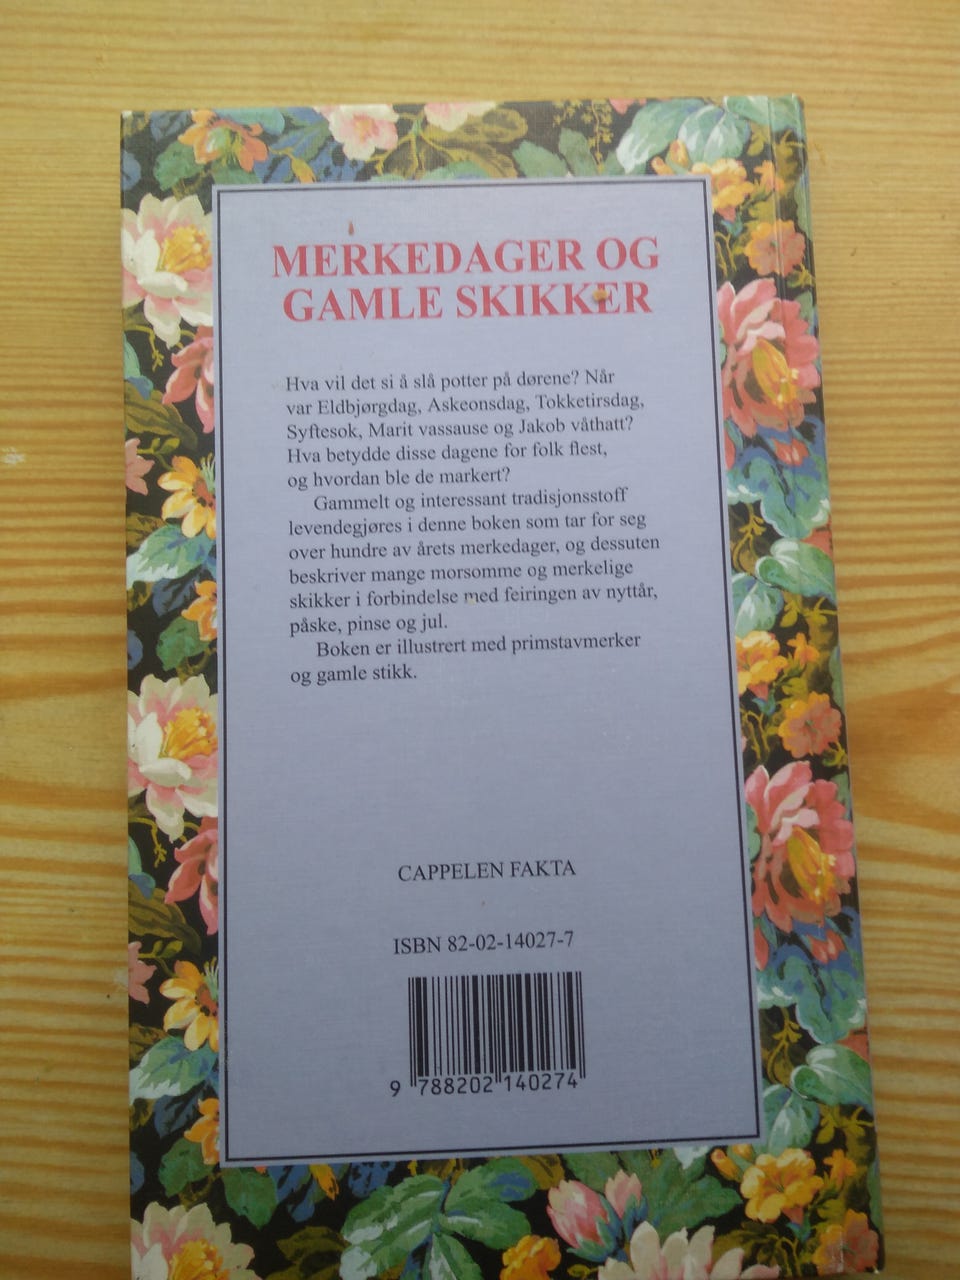 MERKEDAGER OG
GAMLE SKIKKER
Hva vil det si å slå potter på dørene? Når
var Eldbjørgdag, Askeonsdag, Tokketirsdag,
Syftesok, Marit vassause og Jakob våthatt?
Hva betydde disse dagene for folk flest,
og hvordan ble de markert?
Gammelt og interessant tradisjonsstoff
levendegjøres i denne boken som tar for seg
over hundre av årets merkedager, og dessuten
beskriver mange morsomme og merkelige
skikker i forbindelse med feiringen av nyttår,
påske, pinse og jul.
Boken er illustrert med primstavmerker
og gamle stikk.
CAPPELEN FAKTA
ISBN 82-02-14027-7
9 788202 140274